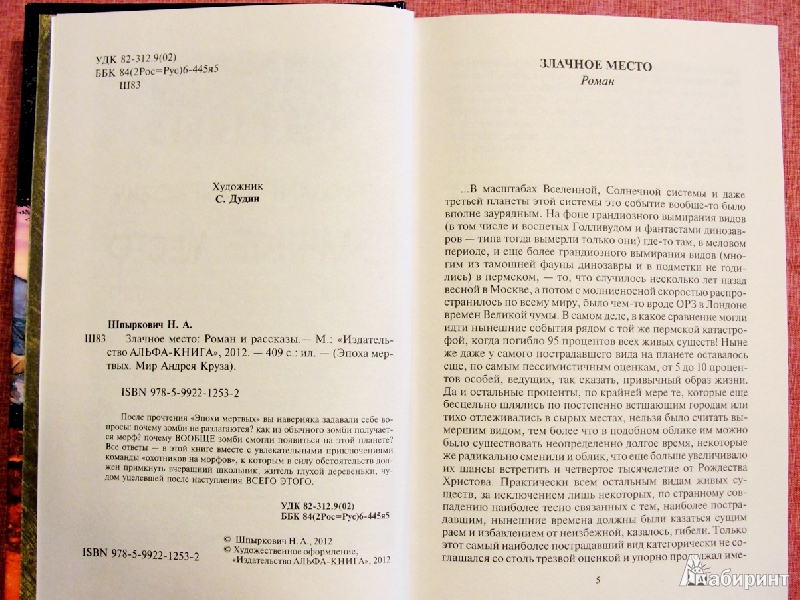 УДК 82-312.9(02)
ББК 84(2Рос=Рус)6-445я5
Ш83
Художник
С. Дудин
Шпыркович Н. А.
Ш83 Злачное место: Роман и рассказы.— М.: «Издатель-
ство АЛЬФА-КНИГА», 2012. — 409 с.: ил. — (Эпоха мер-
твых. Мир Андрея Круза).
ISBN 978-5-9922-1253-2
После прочтения «Эпохи мертвых» вы наверняка задавали себе во-
просы: почему зомби не разлагаются? как из обычного зомби получает-
ся морф? почему ВООБЩЕ зомби смогли появиться на этой планете?
Все ответы – в этой книге вместе с увлекательными приключениями
команды «охотников на морфов», к которым в силу обстоятельств дол-
жен примкнуть вчерашний школьник, житель глухой деревеньки, чу-
дом уцелевшей после наступления ВСЕГО ЭТОГО.
УДК 82-312.9(02)
ББК 84(2Рос=Рус)6-445я5
© Шпыркович Н. А., 2012
© Художественное оформление,
ISBN 978-5-9922-1253-2 «Издательство АЛЬФА-КНИГА», 2012
ЗЛАЧНОЕ МЕСТО
Роман
...В масштабах Вселенной, Солнечной системы и даже
третьей планеты этой системы это событие вообще-то было
вполне заурядным. На фоне грандиозного вымирания видов
(в том числе и воспетых Голливудом и фантастами диноза-
ров — типа тогда вымерли только они) где-то там, в меловом
периоде, и еще более грандиозного вымирания видов (мно-
гим из тамошней фауны динозавры и в подметки не годи-
лись) в пермском, — то, что случилось несколько лет назад
весной в Москве, а потом с молниеносной скоростью распро-
странилось по всему миру, было чем-то вроде ОРЗ в Лондоне
времен Великой чумы. В самом деле, в какое сравнение могли
идти нынешние события рядом с той же пермской катастро-
фой, когда погибло 95 процентов всех живых существ! Ныне
же даже у самого пострадавшего вида на планете оставалось
еще, по самым пессимистичным оценкам, от 5 до 10 процен-
тов особей, ведущих, так сказать, привычный образ жизни.
Да и остальные проценты, по крайней мере те, которые еще
бесцельно шлялись по постепенно ветшающим городам или
тихо отлеживались в сырых местах, нельзя было считать вы-
мершим видом, тем более что в подобном облике им можно
было существовать неопределенно долгое время, некоторые
же радикально сменили и облик, что еще больше увеличивало
их шансы встретить и четвертое тысячелетие от Рождества
Христова. Практически всем остальным видам живых су-
ществ, за исключением лишь некоторых, по странному сов-
падению наиболее тесно связанных с тем, наиболее постра-
давшим, нынешние времена должны были казаться сущим
раем и избавлением от неизбежной, казалось, гибели. Только
этот самый наиболее пострадавший вид категорически не со-
глашался со столь трезвой оценкой и упорно продолжал име-
5
Лабиринт